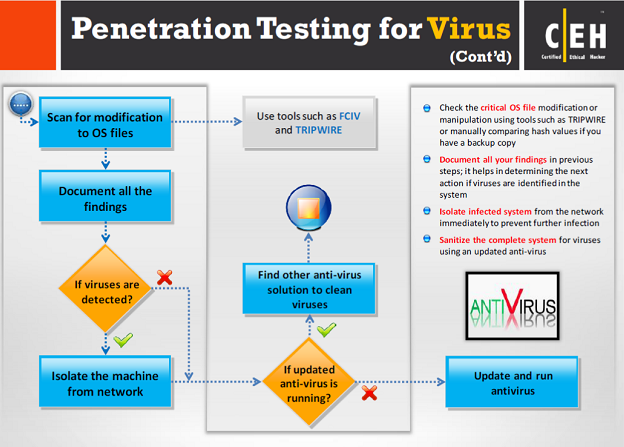 Penetration Testing for Virus
(Cont'd)
C|EH
Certified Ethical Hacker
Scan for modification
to OS files
Use tools such as FCIV
and TRIPWIRE
Document all the
findings
If viruses are
detected?
Isolate the machine
from network
Find other anti-virus
solution to clean
viruses
If updated
anti-virus is
running?
Update and run
antivirus
Check the critical OS file modification or
manipulation using tools such as TRIPWIRE
or manually comparing hash values if you
have a backup copy
Document all your findings in previous
steps; it helps in determining the next
action if viruses are identified in the
system
Isolate infected system from the network
immediately to prevent further infection
Sanitize the complete system for viruses
using an updated anti-virus
ANTIVIRUS